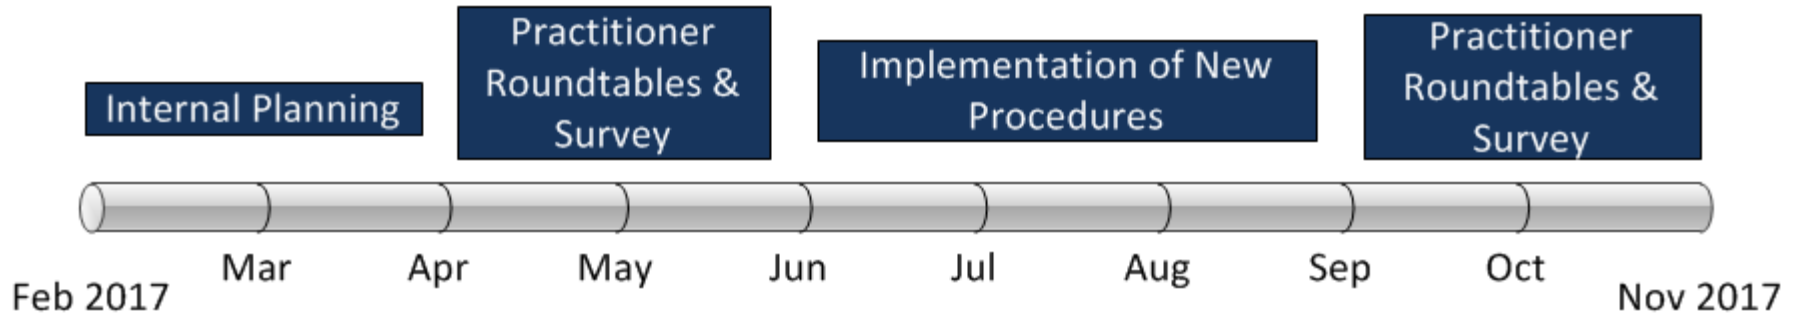 Internal Planning
Practitioner
Roundtables &
Survey
Implementation of New
Procedures
Practitioner
Roundtables &
Survey
Feb 2017
Mar
Apr
May
Jun
Jul
Aug
Sep
Oct
Nov 2017